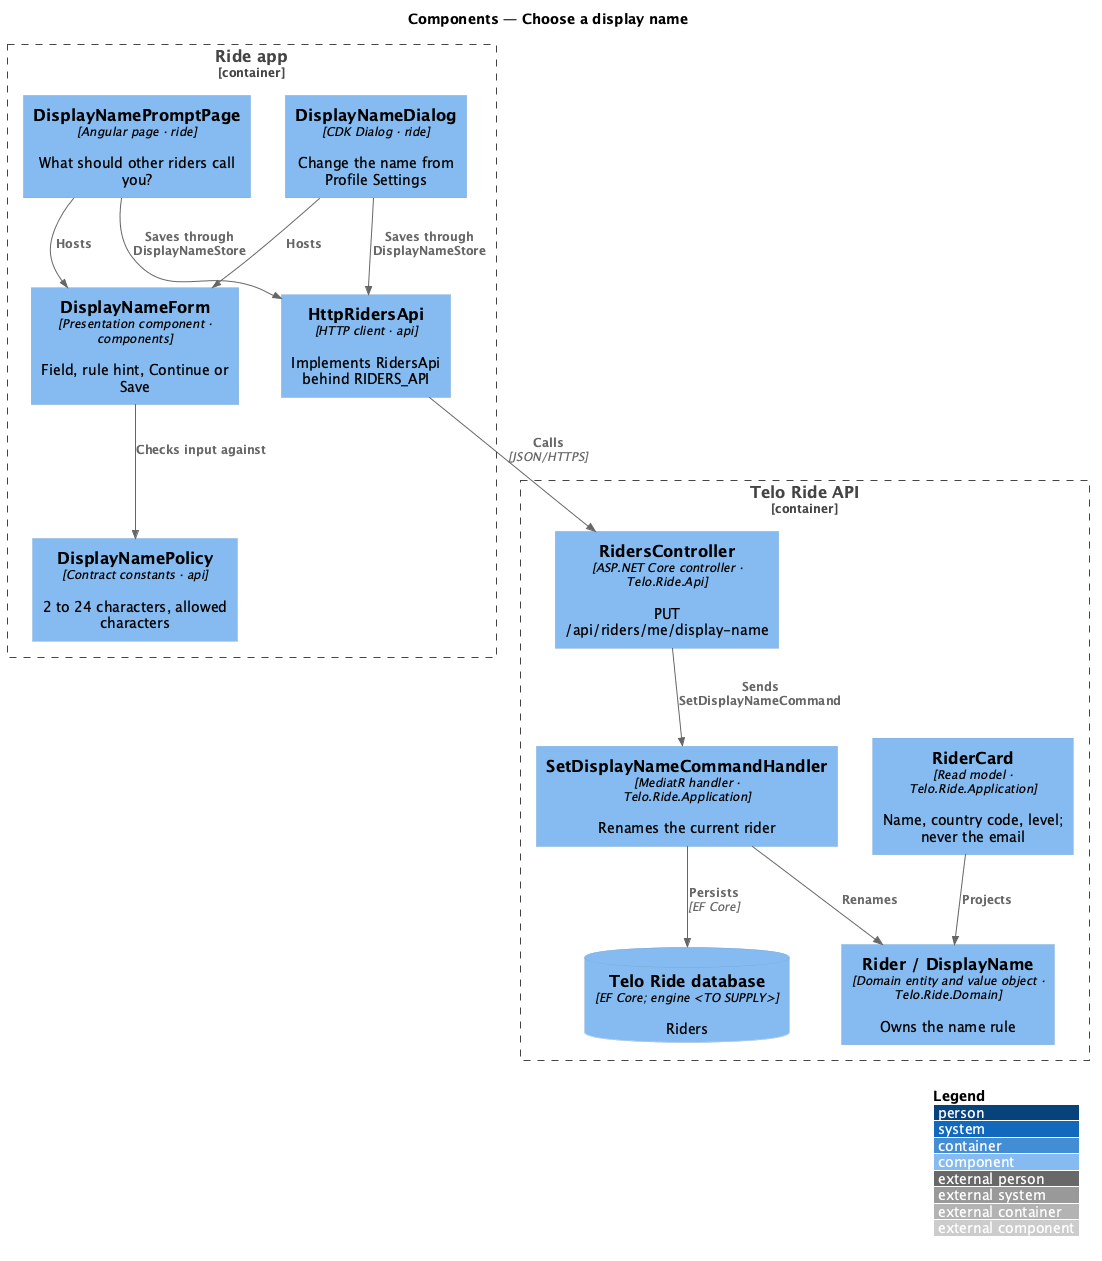 Components — Choose a display name
Ride app
[container]
DisplayNamePromptPage
[Angular page · ride]
What should other riders call
you?
DisplayNameDialog
[CDK Dialog · ride]
Change the name from
Profile Settings
Hosts
Saves through
DisplayNameStore
Hosts
Saves through
DisplayNameStore
DisplayNameForm
[Presentation component ·
components]
Field, rule hint, Continue or
Save
HttpRidersApi
[HTTP client · api]
Implements RidersApi
behind RIDERS_API
Checks input against
Calls
[JSON/HTTPS]
DisplayNamePolicy
[Contract constants · api]
2 to 24 characters, allowed
characters
Telo Ride API
[container]
RidersController
[ASP.NET Core controller ·
Telo.Ride.Api]
PUT
/api/riders/me/display-name
Sends
SetDisplayNameCommand
SetDisplayNameCommandHandler
[MediatR handler ·
Telo.Ride.Application]
Renames the current rider
RiderCard
[Read model ·
Telo.Ride.Application]
Name, country code, level;
never the email
Persists
[EF Core]
Renames
Projects
Telo Ride database
[EF Core; engine <TO SUPPLY>]
Riders
Rider / DisplayName
[Domain entity and value object ·
Telo.Ride.Domain]
Owns the name rule
Legend
person
system
container
component
external person
external system
external container
external component